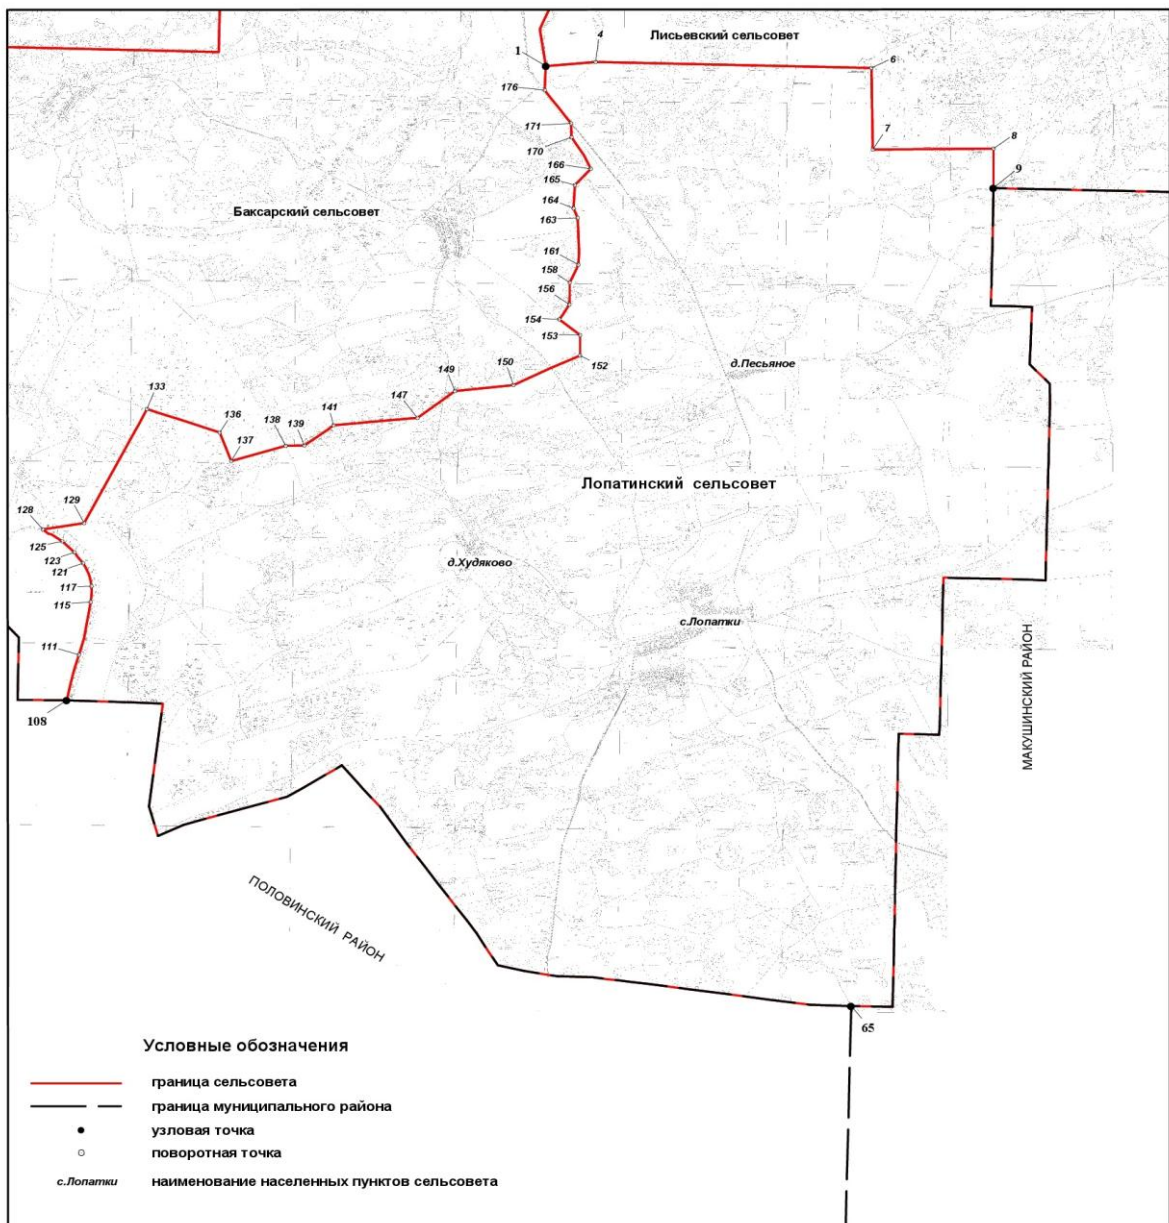 Лисьевский сельсовет
4
1
6
176
171
7
8
170
166
9
165
Баксарский сельсовет
164
163
161
158
156
154
153
152
д.Песьяное
150
149
133
147
141
136
138
139
137
Лопатинский сельсовет
129
128
125
123
д.Худяково
121
117
115
с.Лопатки
111
МАКУШИНСКИЙ РАЙОН
108
ПОЛОВИНСКИЙ РАЙОН
65
Условные обозначения
граница сельсовета
граница муниципального района
узловая точка
поворотная точка
с.Лопатки наименование населенных пунктов сельсовета